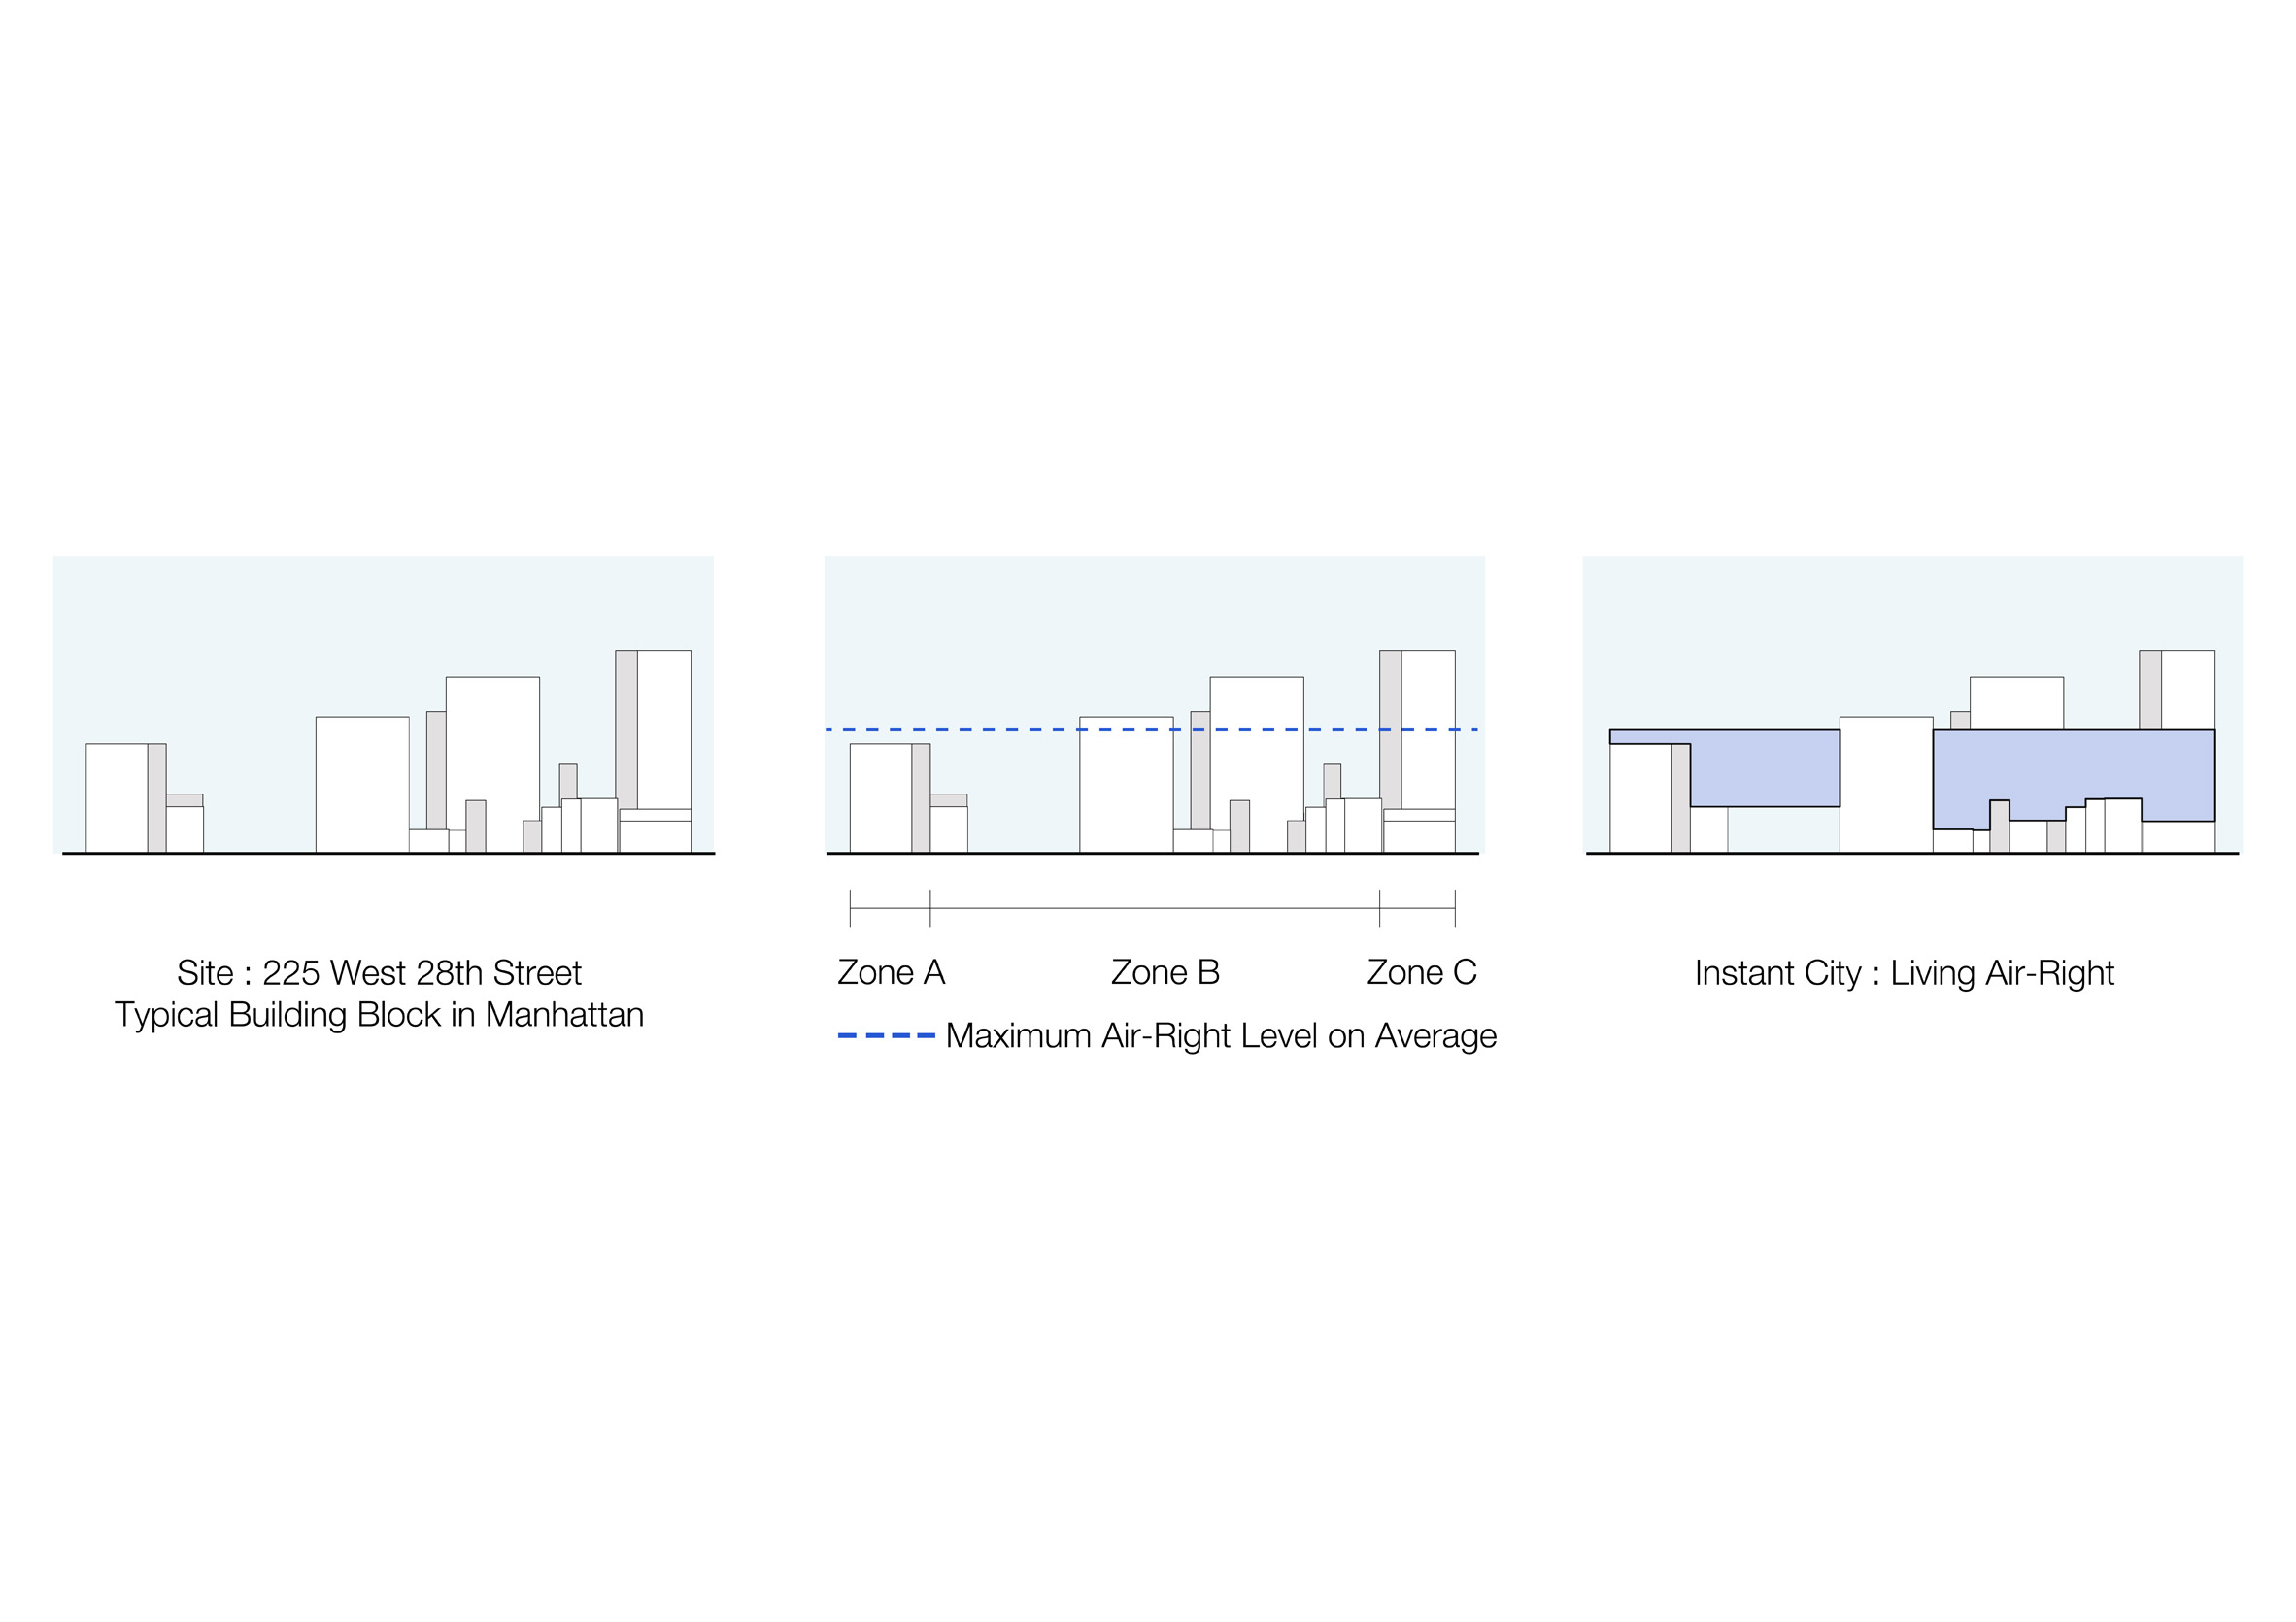 Site : 225 West 28th Street
Typical Building Block in Manhattan
Zone A
Zone B
Zone C
Maximum Air-Right Level on Average
Instant City : Living Air-Right